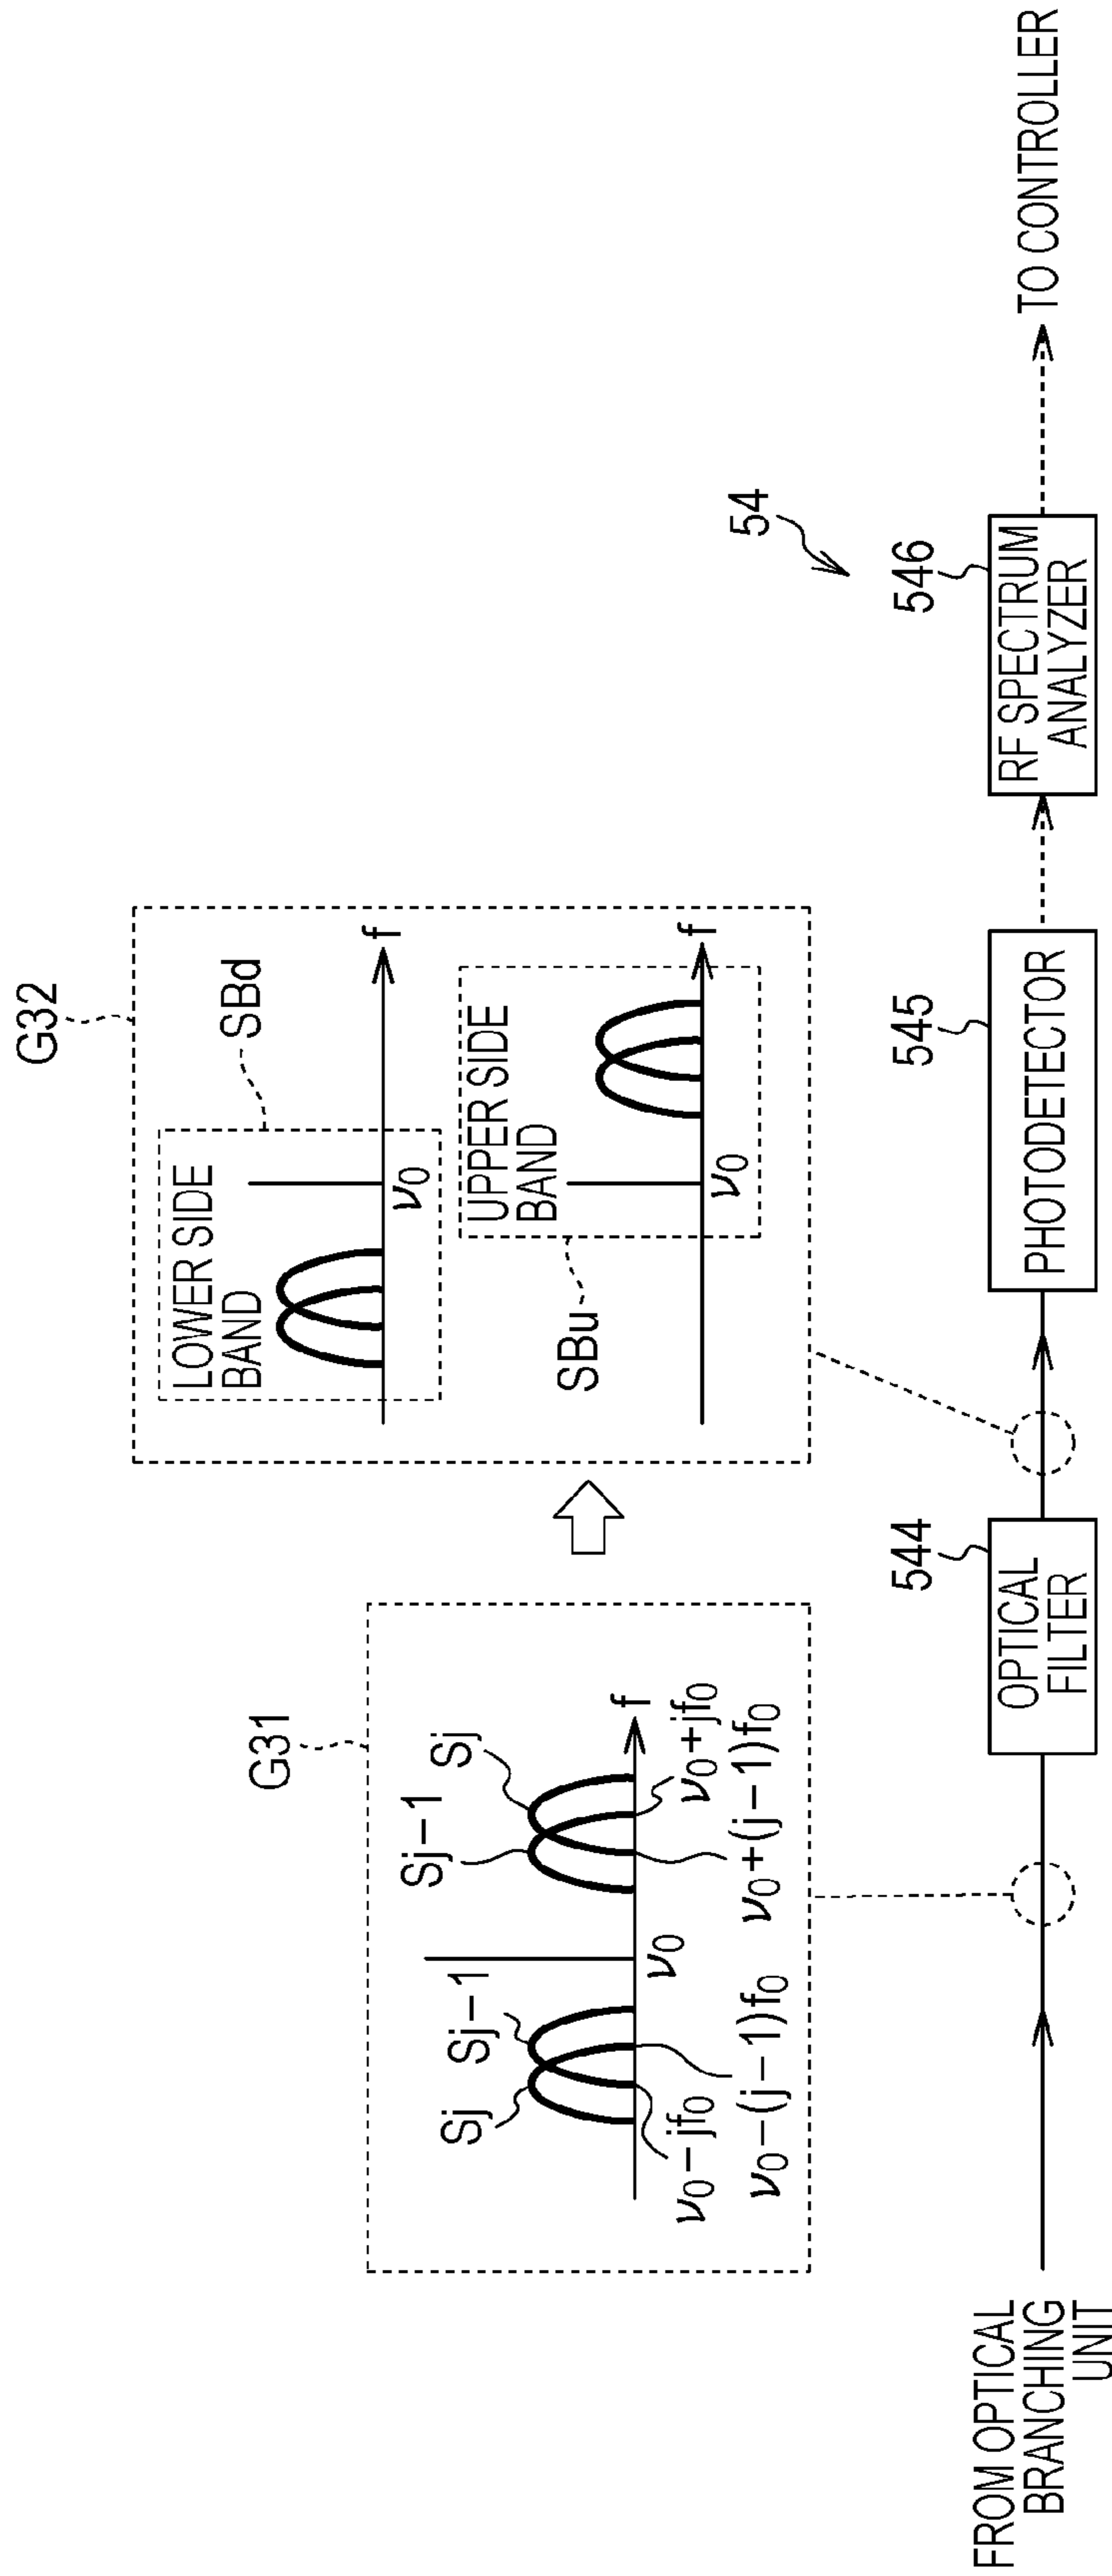 G32
SBd
LOWER SIDE
BAND
f
ν0
UPPER SIDE
BAND
f
ν0
SBu
G31
Sj
Sj−1
Sj−1
Sj
f
ν0
ν0−jf0
ν0−(j−1)f0
ν0+jf0
ν0+(j−1)f0
54
544
545
546
FROM OPTICAL
BRANCHING
UNIT
OPTICAL
FILTER
PHOTODETECTOR
RF SPECTRUM
ANALYZER
TO CONTROLLER